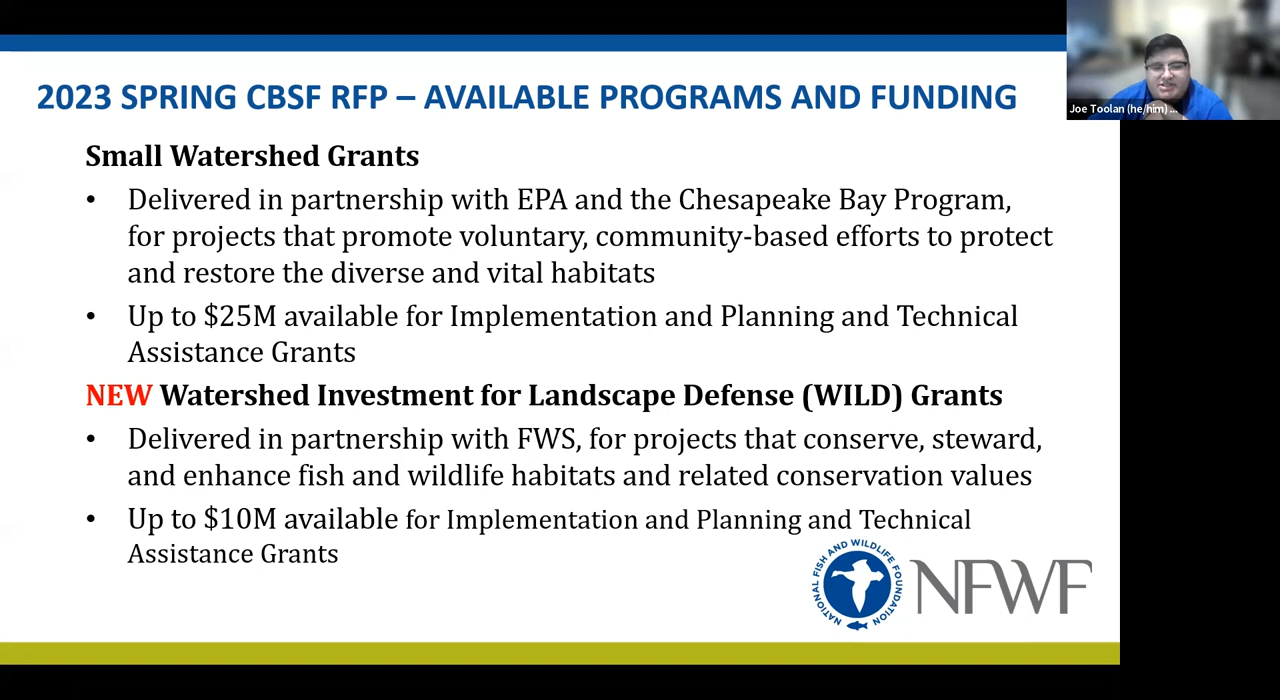 2023 SPRING CBSF RFP – AVAILABLE PROGRAMS AND FUNDING
Joe Toolan (he/him) ...
Small Watershed Grants
• Delivered in partnership with EPA and the Chesapeake Bay Program,
for projects that promote voluntary, community-based efforts to protect
and restore the diverse and vital habitats
• Up to $25M available for Implementation and Planning and Technical
Assistance Grants
NEW Watershed Investment for Landscape Defense (WILD) Grants
• Delivered in partnership with FWS, for projects that conserve, steward,
and enhance fish and wildlife habitats and related conservation values
• Up to $10M available for Implementation and Planning and Technical
Assistance Grants
NATIONAL FISH AND WILDLIFE FOUNDATION
NFWF